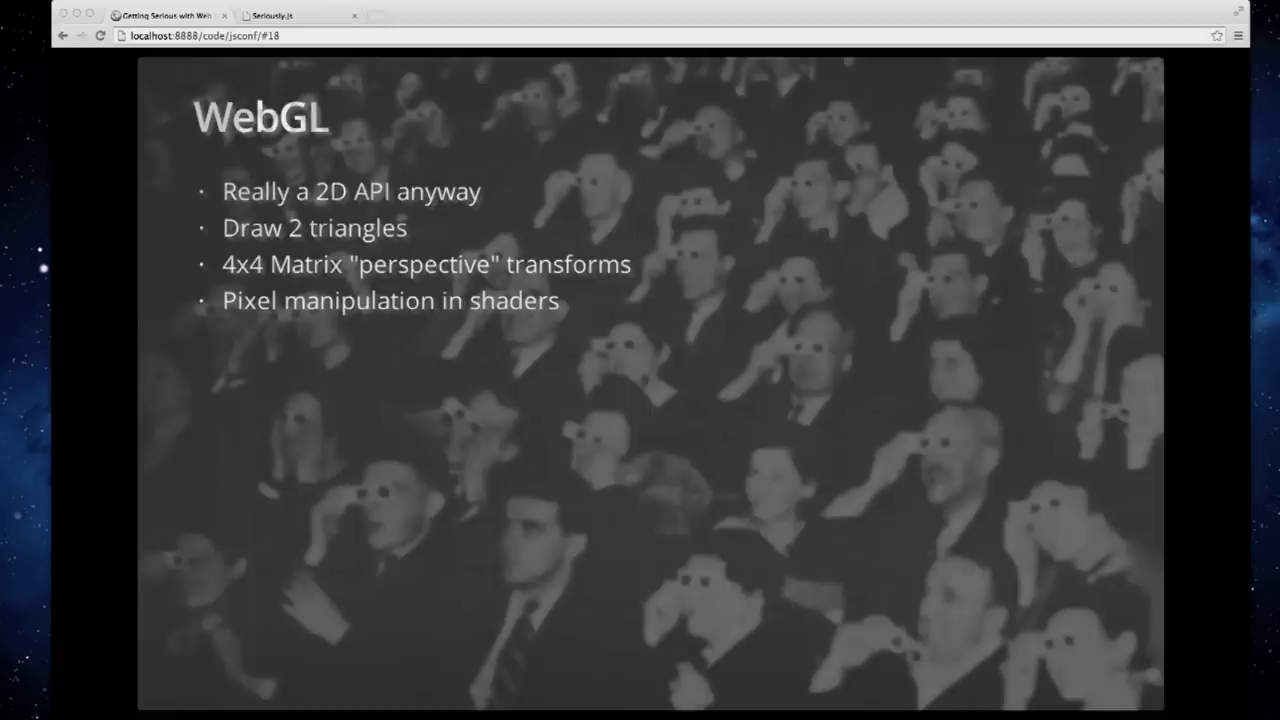 Getting Serious with Web
Seriously.js
localhost:8888/code/jsconf/#18
WebGL
· Really a 2D API anyway
· Draw 2 triangles
· 4x4 Matrix "perspective" transforms
· Pixel manipulation in shaders